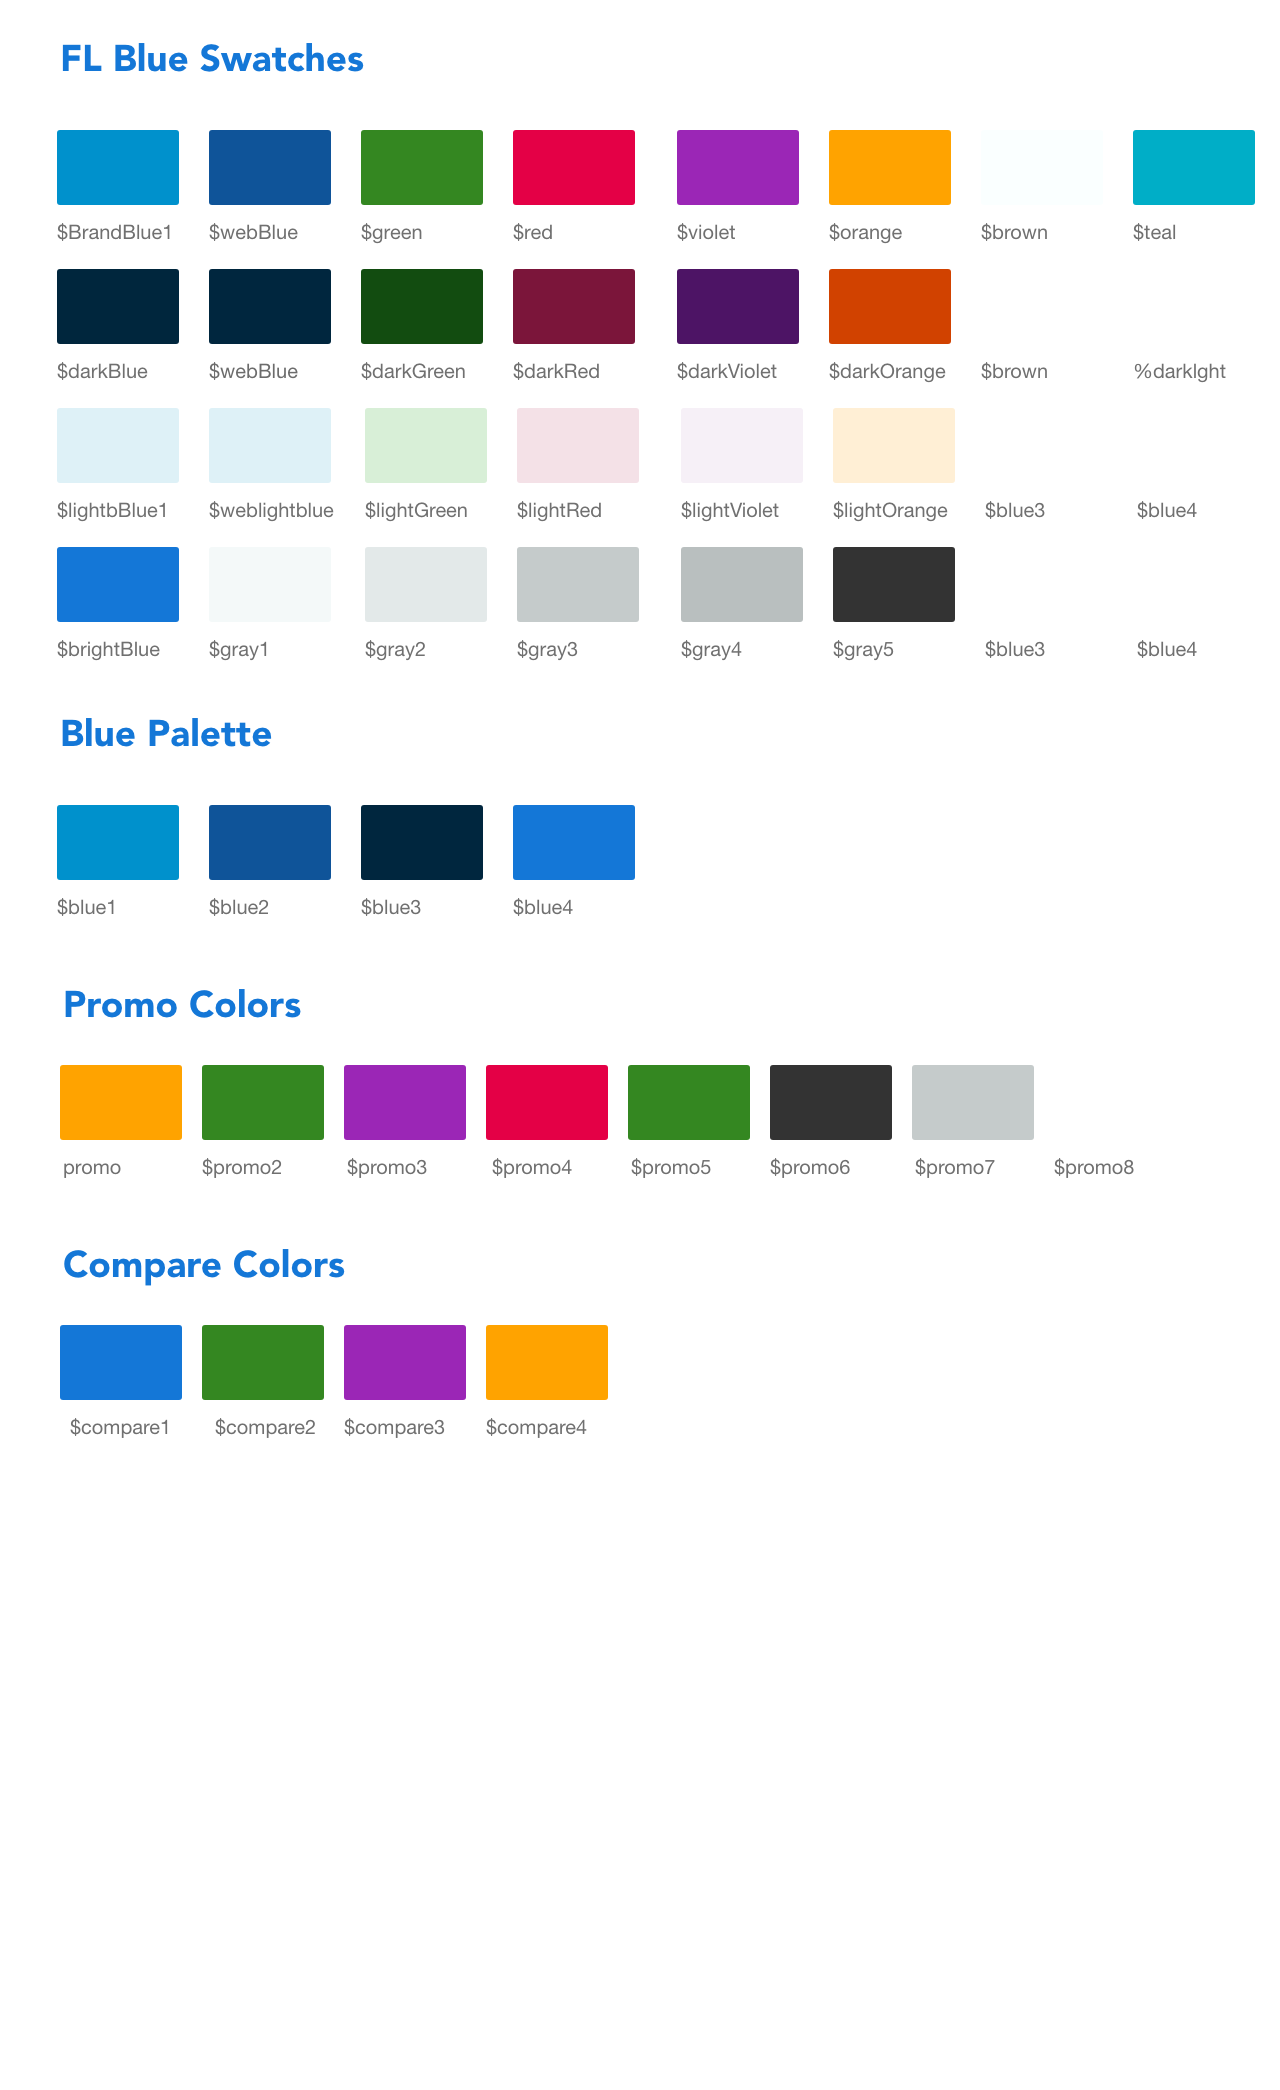 FL Blue Swatches
$BrandBlue1 $webBlue $green $red $violet $orange $brown $teal
$darkBlue $webBlue $darkGreen $darkRed $darkViolet $darkOrange $brown %darklght
$lightbBlue1 $weblightblue $lightGreen $lightRed $lightViolet $lightOrange $blue3 $blue4
$brightBlue $gray1 $gray2 $gray3 $gray4 $gray5 $blue3 $blue4
Blue Palette
$blue1 $blue2 $blue3 $blue4
Promo Colors
promo $promo2 $promo3 $promo4 $promo5 $promo6 $promo7 $promo8
Compare Colors
$compare1 $compare2 $compare3 $compare4